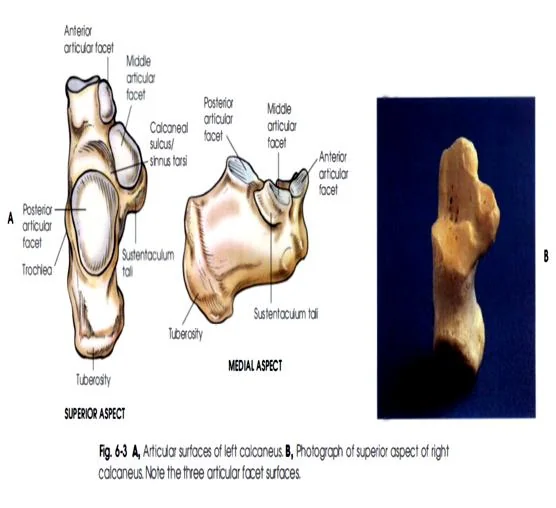 Anterior
articular facet
Middle
articular
facet
Calcaneal
sulcus/
sinnus tarsi
A
Posterior
articular
facet
Trochlea
Sustentaculum
tali
Tuberosity
SUPERIOR ASPECT
Posterior
articular
facet
Middle
articular
facet
Anterior
articular
facet
Sustentaculum tali
Tuberosity
MEDIAL ASPECT
B
Fig. 6-3 A, Articular surfaces of left calcaneus. B, Photograph of superior aspect of right
calcaneus. Note the three articular facet surfaces.